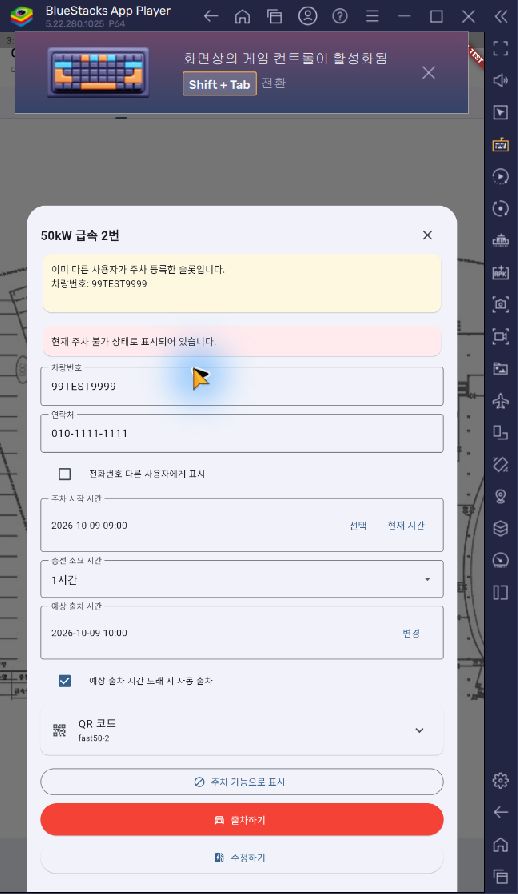 BlueStacks App Player
5.22.280.1025 P64
화면상의 게임 컨트롤이 활성화됨
Shift + Tab 전환
50kW 급속 2번
이미 다른 사용자가 주차 등록한 슬롯입니다.
차량번호: 99TEST9999
현재 주차 불가 상태로 표시되어 있습니다.
차량번호
99TEST9999
연락처
010-1111-1111
전화번호 다른 사용자에게 표시
주차 시작 시간
2026-10-09 09:00 선택 현재 시간
충전 소요 시간
1시간
예상 출차 시간
2026-10-09 10:00 변경
예상 출차 시간 도래 시 자동 출차
QR 코드
fast50-2
주차 가능으로 표시
출차하기
수정하기